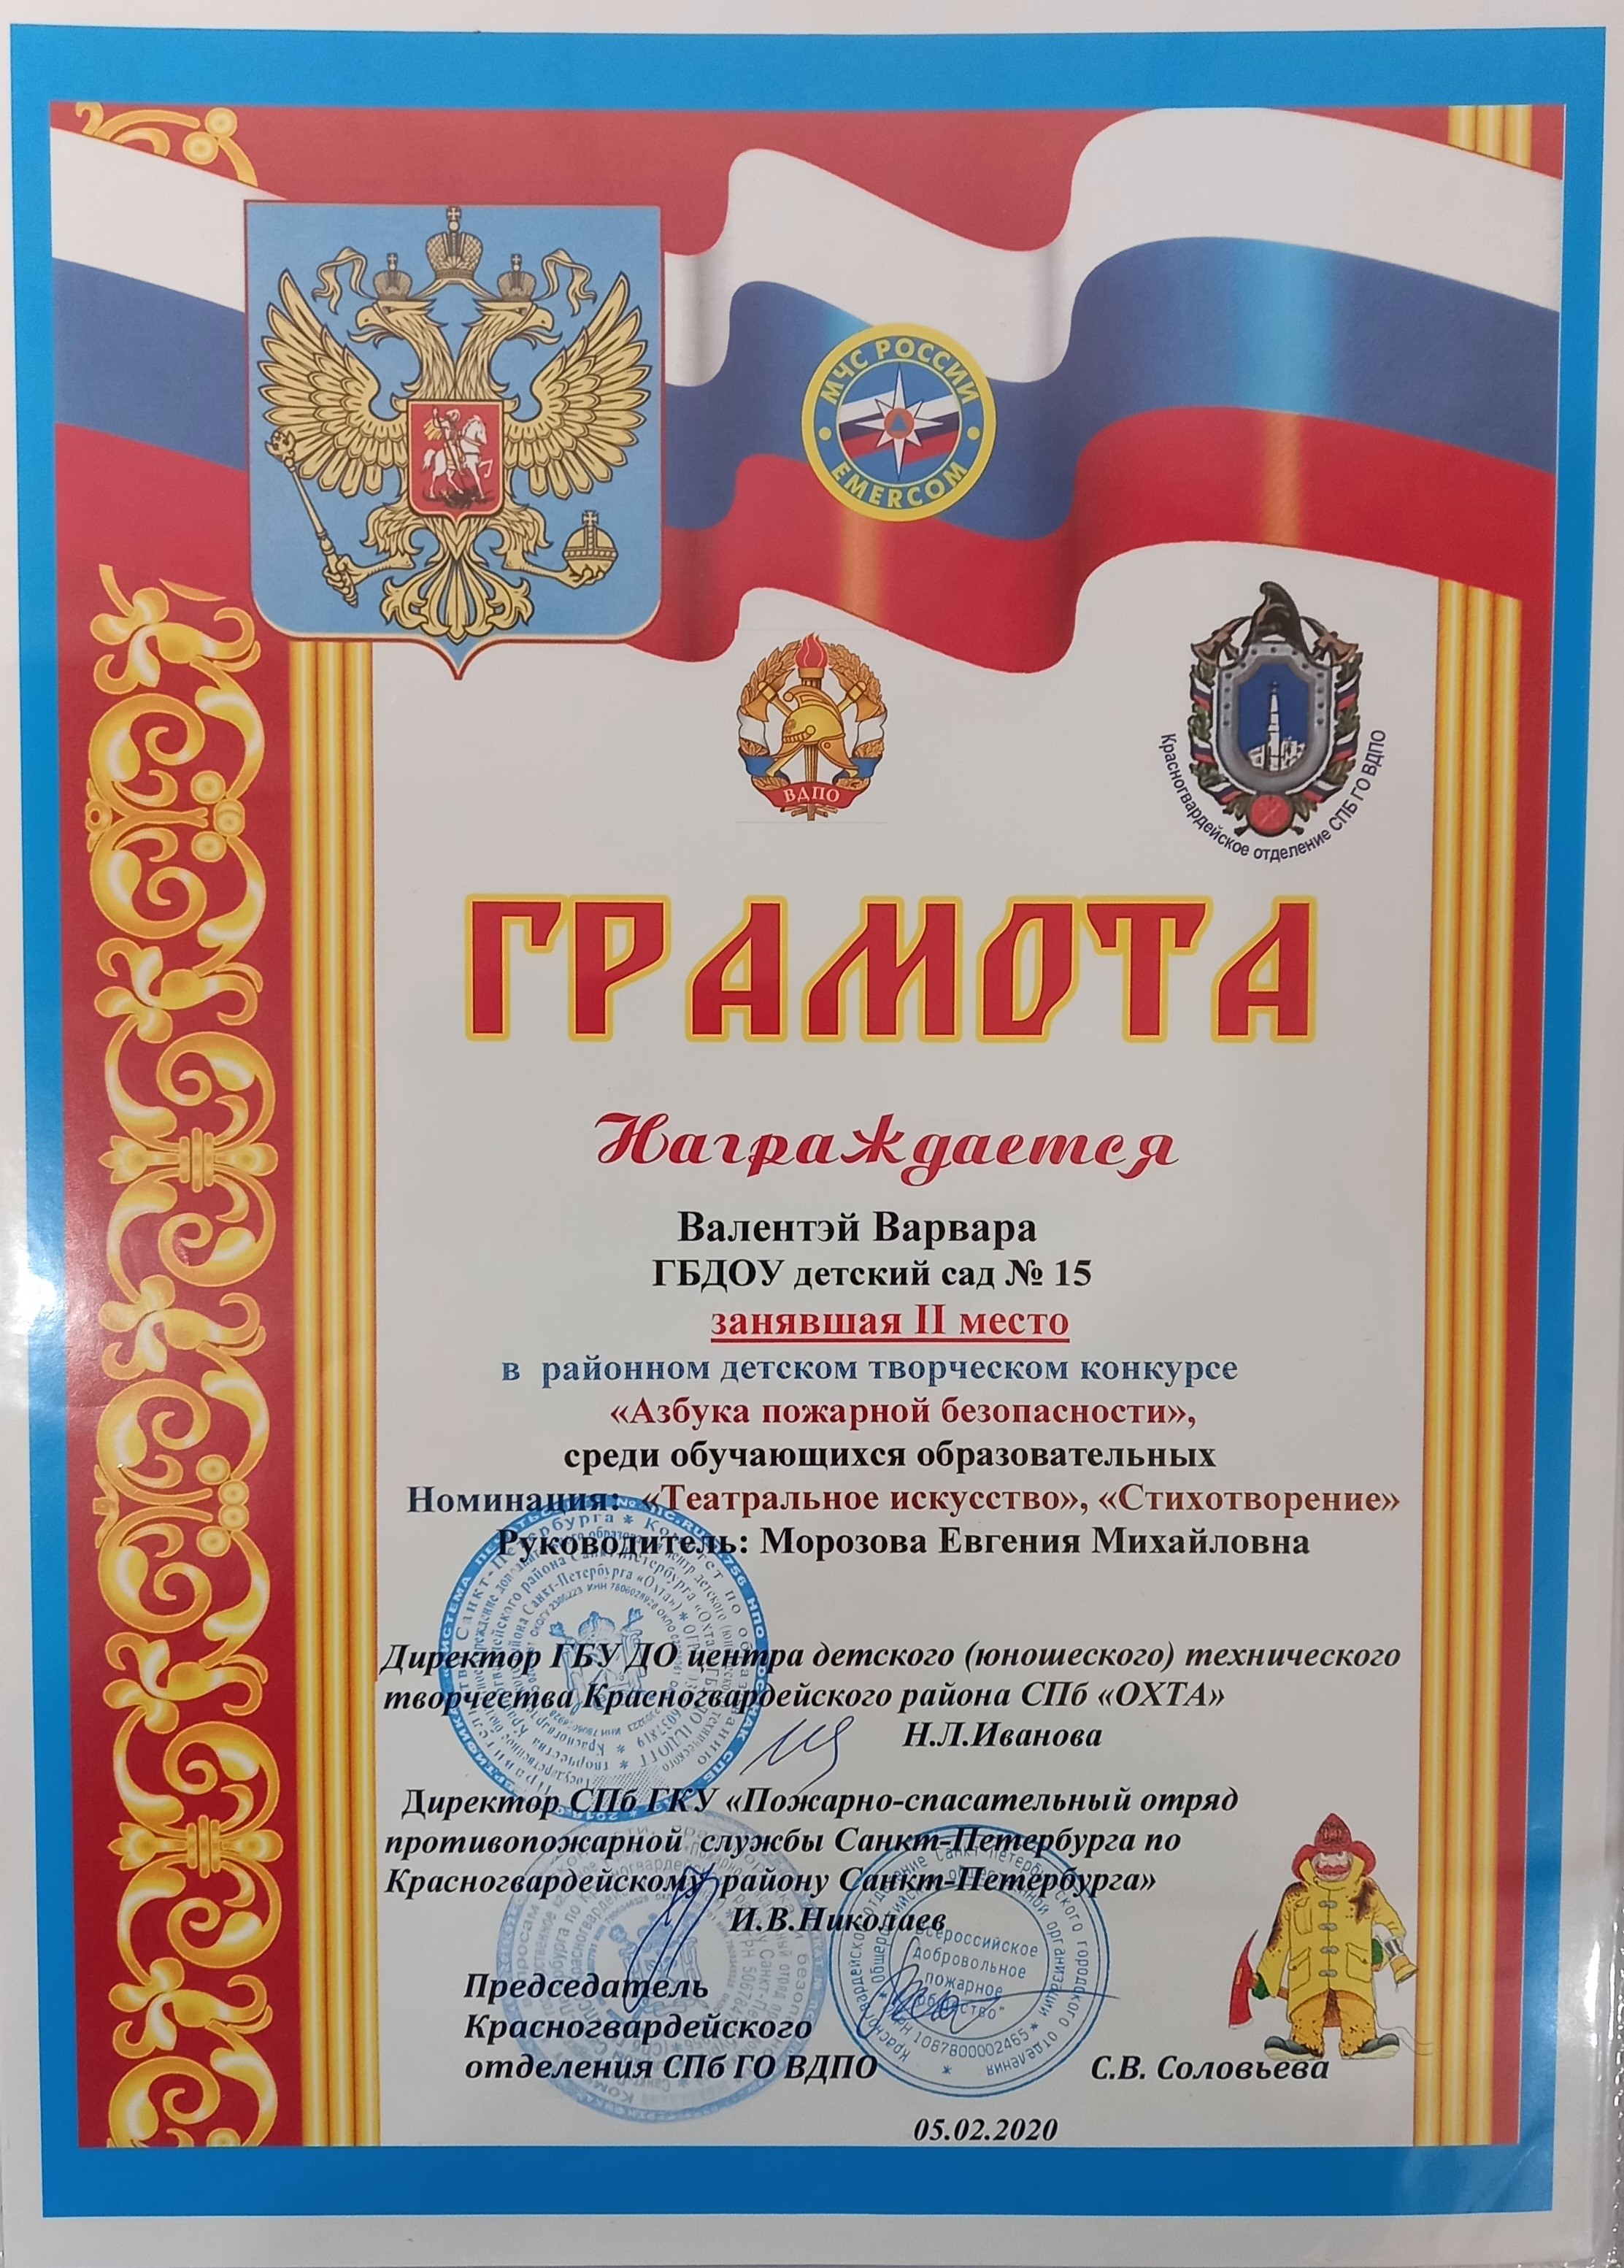 МЧС РОССИИ
EMERCOM
ВДПО
Красногвардейское отделение СПБ ГО ВДПО
ГРАМОТА
Награждается
Валентэй Варвара
ГБДОУ детский сад № 15
занявшая II место
в районном детском творческом конкурсе
«Азбука пожарной безопасности»,
среди обучающихся образовательных
Номинация: «Театральное искусство», «Стихотворение»
Руководитель: Морозова Евгения Михайловна
Директор ГБУ ДО центра детского (юношеского) технического
творчества Красногвардейского района СПб «ОХТА»
Н.Л.Иванова
Директор СПб ГКУ «Пожарно-спасательный отряд
противопожарной службы Санкт-Петербурга по
Красногвардейскому району Санкт-Петербурга»
И.В.Николаев
Всероссийское
добровольное
пожарное
общество"
Председатель
Красногвардейского
отделения СПб ГО ВДПО
С.В. Соловьева
05.02.2020